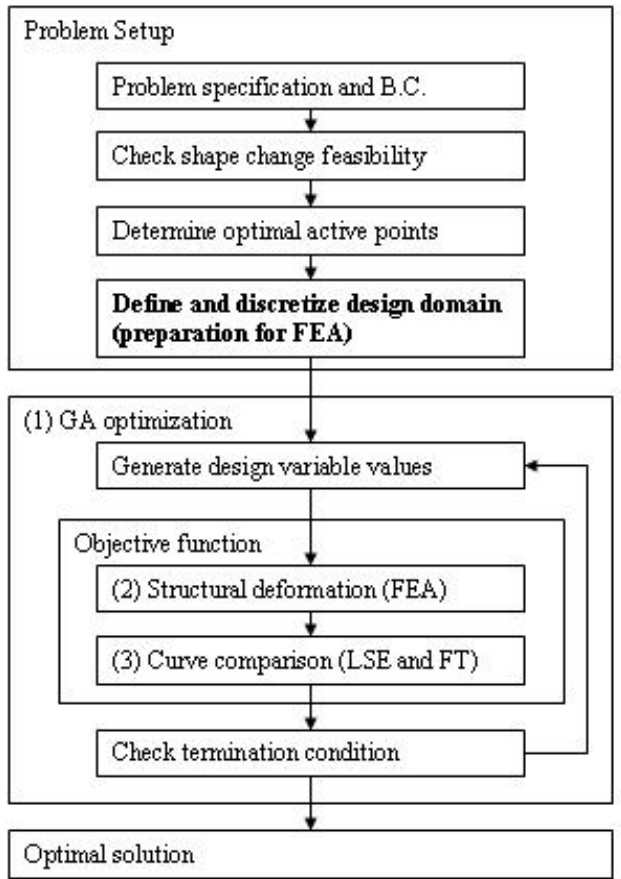 Problem Setup
Problem specification and B.C.
Check shape change feasibility
Determine optimal active points
Define and discretize design domain
(preparation for FEA)
(1) GA optimization
Generate design variable values
Objective function
(2) Structural deformation (FEA)
(3) Curve comparison (LSE and FT)
Check termination condition
Optimal solution